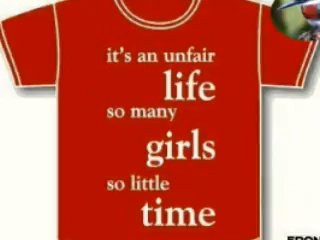 it's an unfair
life
so many
girls
so little
time